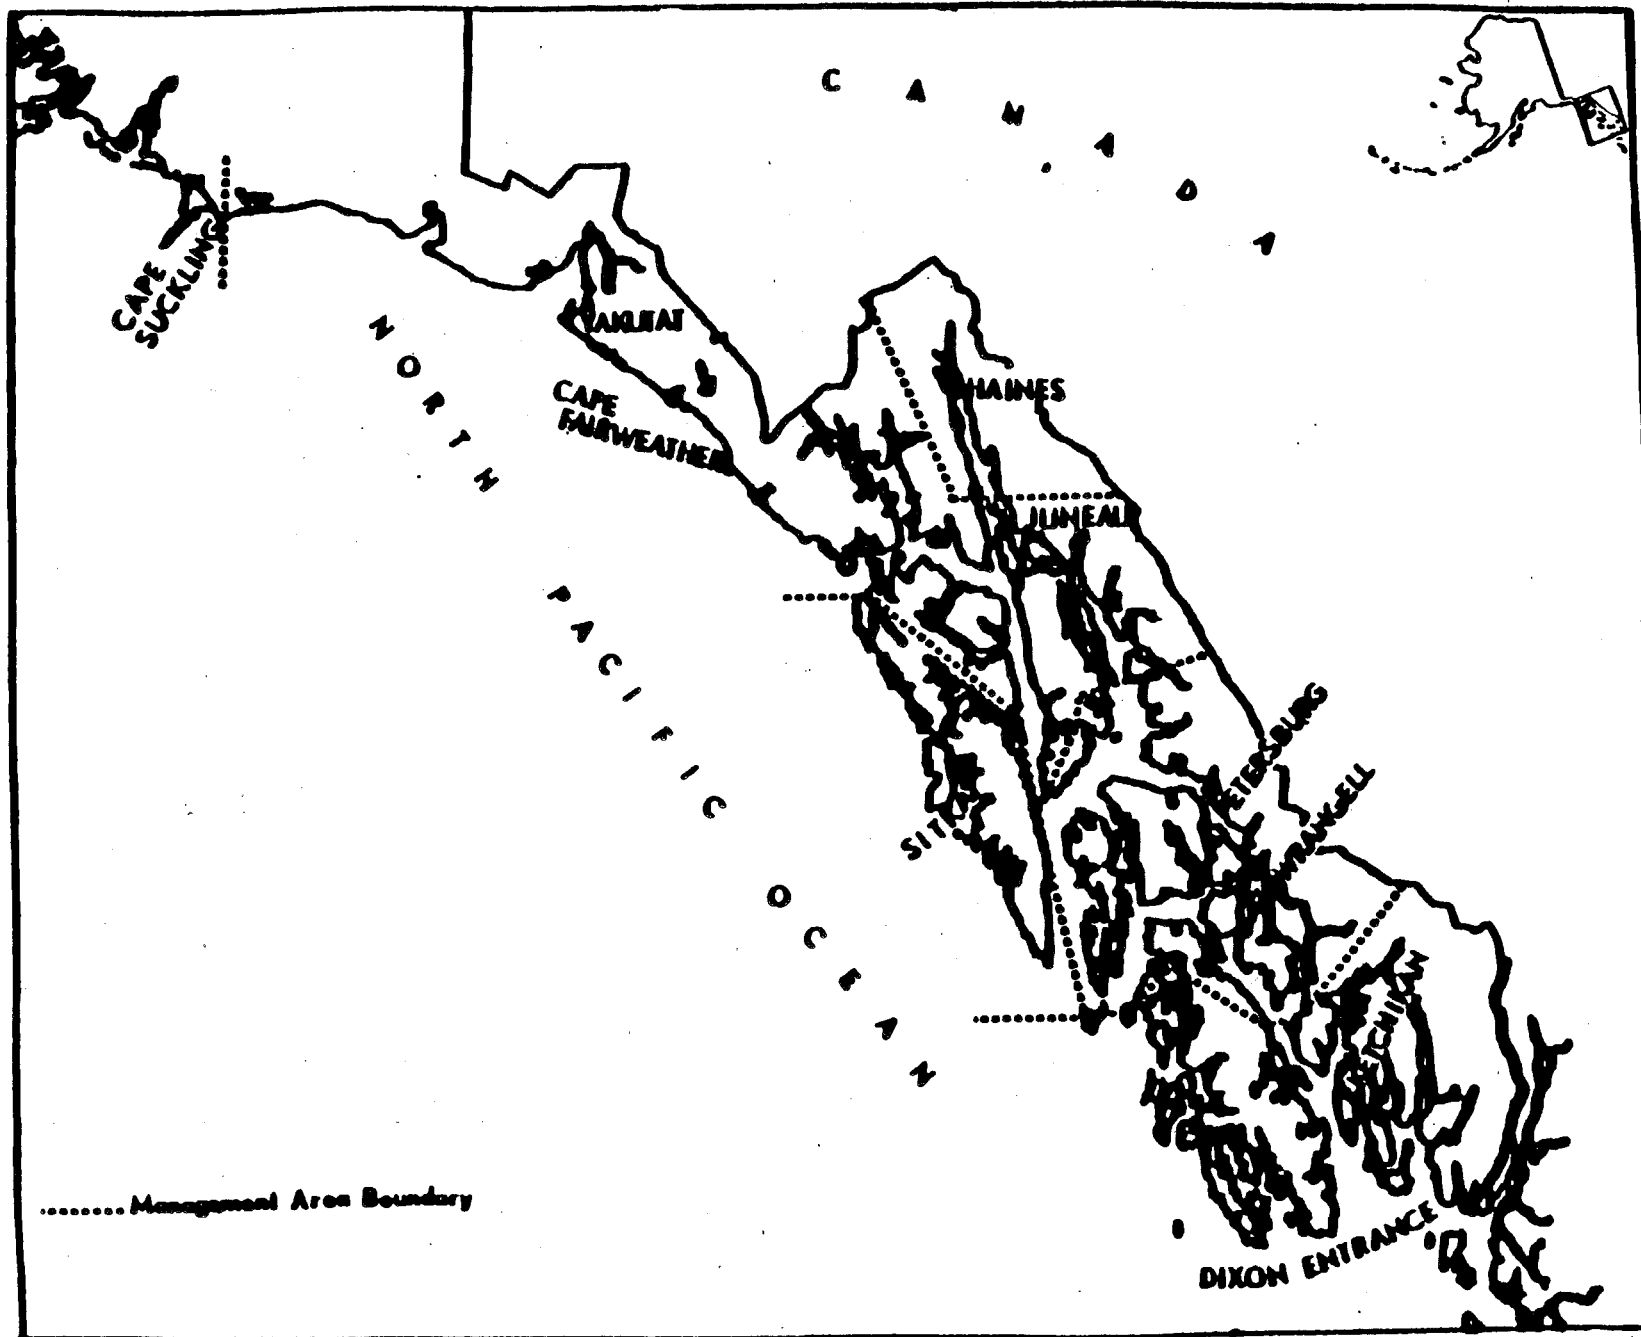 CANADA
CAPE
SUCKLING
YAKUTAT
CAPE
FAIRWEATHER
HAINES
JUNEAU
NORTH PACIFIC OCEAN
SITKA
PETERSBURG
WRANGELL
KETCHIKAN
Management Area Boundary
DIXON ENTRANCE